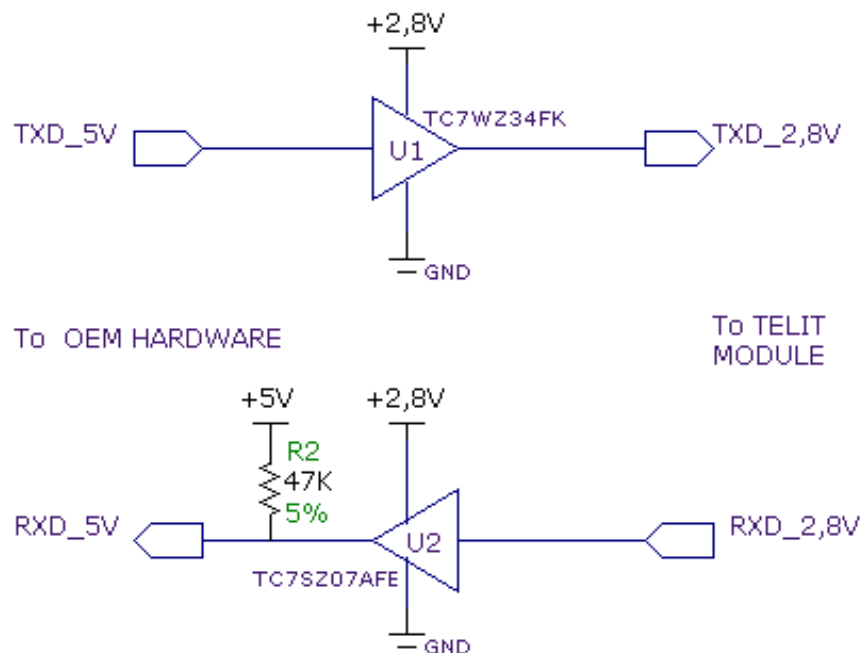 +2,8V
TXD_5V
TC7WZ34FK
U1
TXD_2,8V
GND
To OEM HARDWARE
To TELIT
MODULE
+5V
+2,8V
R2
47K
5%
RXD_5V
U2
RXD_2,8V
TC7SZ07AFE
GND